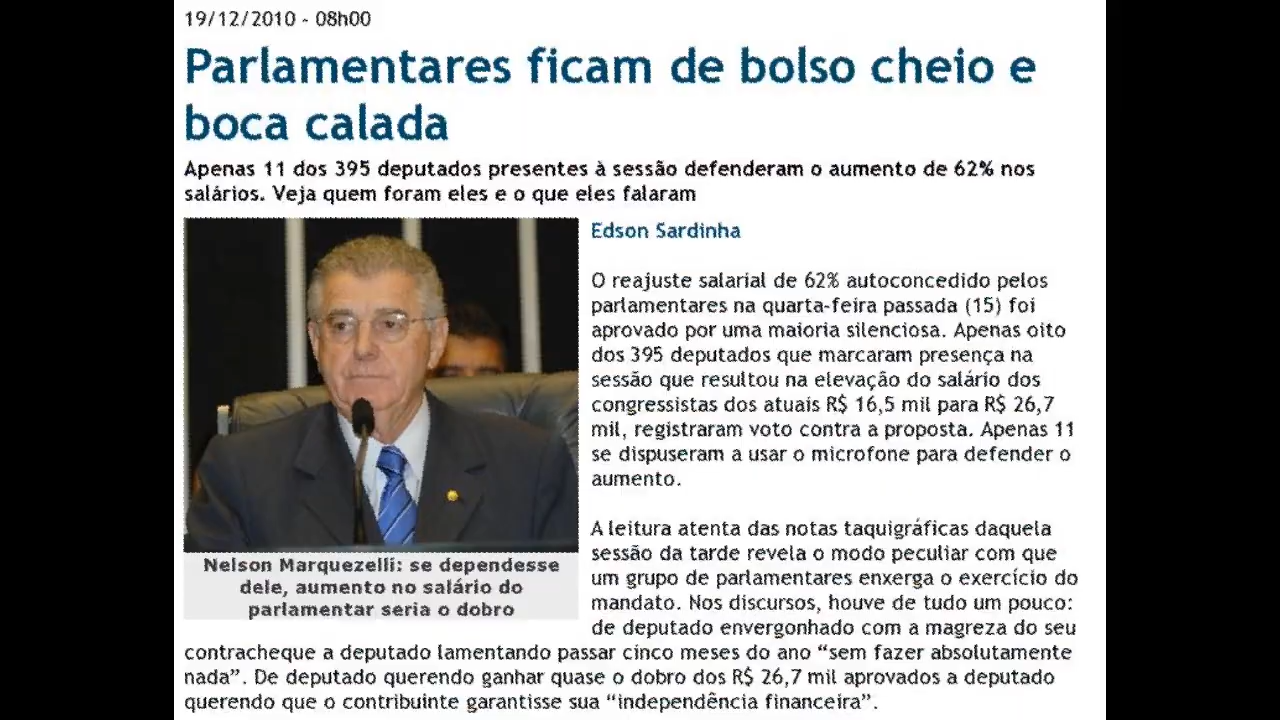 19/12/2010 - 08h00
Parlamentares ficam de bolso cheio e
boca calada
Apenas 11 dos 395 deputados presentes à sessão defenderam o aumento de 62% nos
salários. Veja quem foram eles e o que eles falaram
Edson Sardinha
O reajuste salarial de 62% autoconcedido pelos
parlamentares na quarta-feira passada (15) foi
aprovado por uma maioria silenciosa. Apenas oito
dos 395 deputados que marcaram presença na
sessão que resultou na elevação do salário dos
congressistas dos atuais R$ 16,5 mil para R$ 26,7
mil, registraram voto contra a proposta. Apenas 11
se dispuseram a usar o microfone para defender o
aumento.
Nelson Marquezelli: se dependesse
dele, aumento no salário do
parlamentar seria o dobro
A leitura atenta das notas taquigráficas daquela
sessão da tarde revela o modo peculiar com que
um grupo de parlamentares enxerga o exercício do
mandato. Nos discursos, houve de tudo um pouco:
de deputado envergonhado com a magreza do seu
contracheque a deputado lamentando passar cinco meses do ano “sem fazer absolutamente
nada”. De deputado querendo ganhar quase o dobro dos R$ 26,7 mil aprovados a deputado
querendo que o contribuinte garantisse sua “independência financeira”.